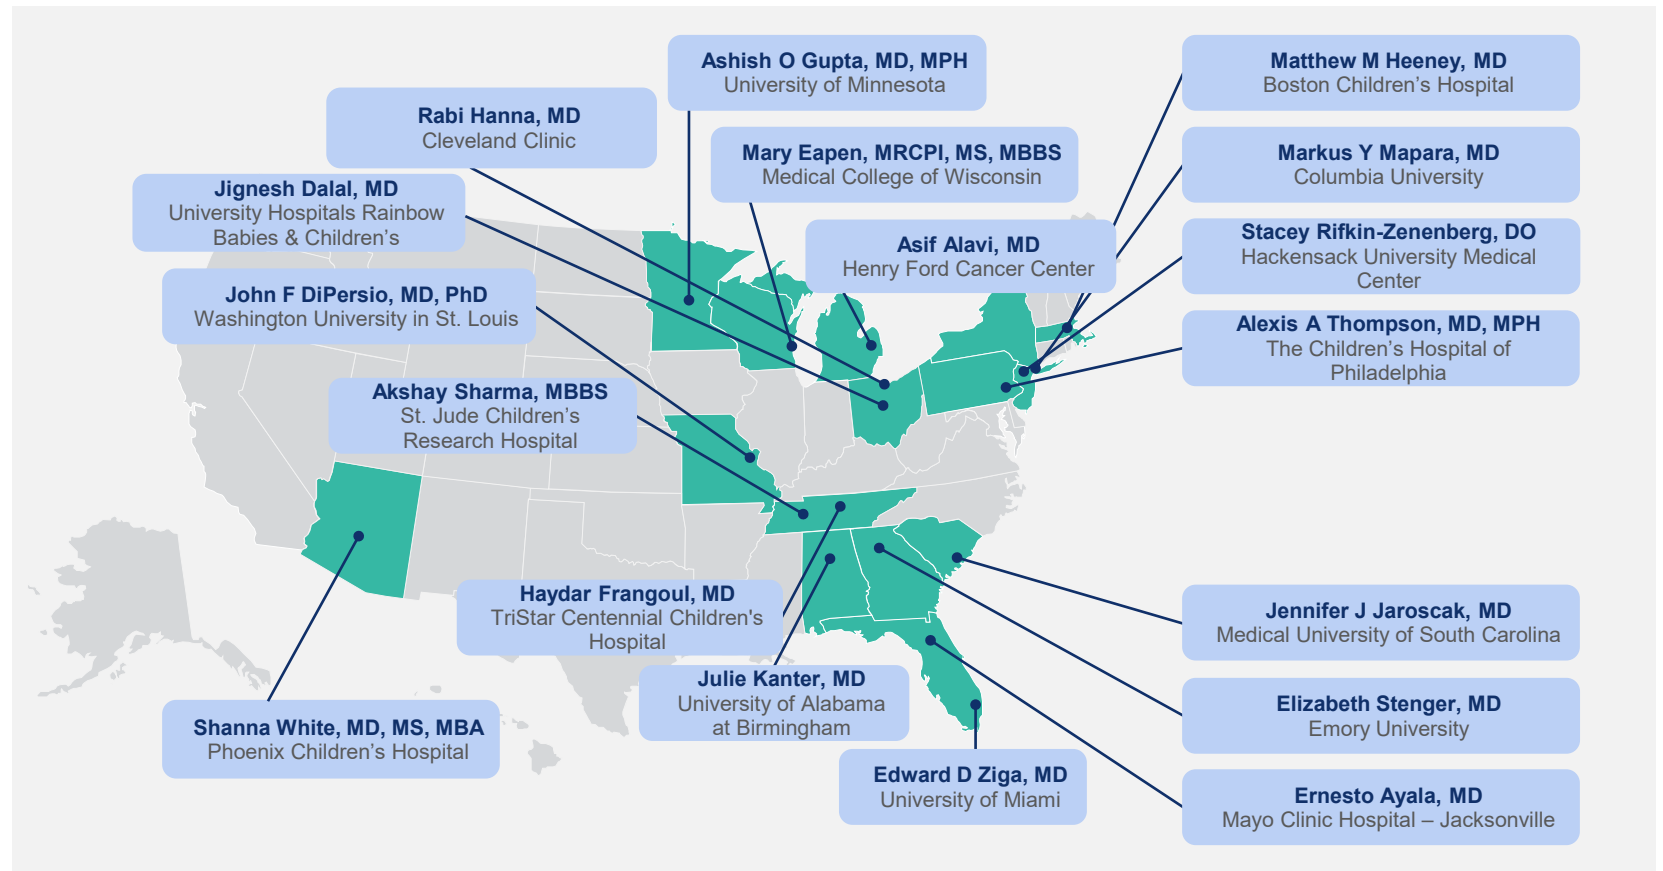 Ashish O Gupta, MD, MPH
University of Minnesota
Matthew M Heeney, MD
Boston Children’s Hospital
Rabi Hanna, MD
Cleveland Clinic
Mary Eapen, MRCPI, MS, MBBS
Medical College of Wisconsin
Markus Y Mapara, MD
Columbia University
Jignesh Dalal, MD
University Hospitals Rainbow
Babies & Children’s
Asif Alavi, MD
Henry Ford Cancer Center
Stacey Rifkin-Zenenberg, DO
Hackensack University Medical
Center
John F DiPersio, MD, PhD
Washington University in St. Louis
Alexis A Thompson, MD, MPH
The Children’s Hospital of
Philadelphia
Akshay Sharma, MBBS
St. Jude Children’s
Research Hospital
Haydar Frangoul, MD
TriStar Centennial Children's
Hospital
Jennifer J Jaroscak, MD
Medical University of South Carolina
Julie Kanter, MD
University of Alabama
at Birmingham
Elizabeth Stenger, MD
Emory University
Shanna White, MD, MS, MBA
Phoenix Children’s Hospital
Edward D Ziga, MD
University of Miami
Ernesto Ayala, MD
Mayo Clinic Hospital – Jacksonville